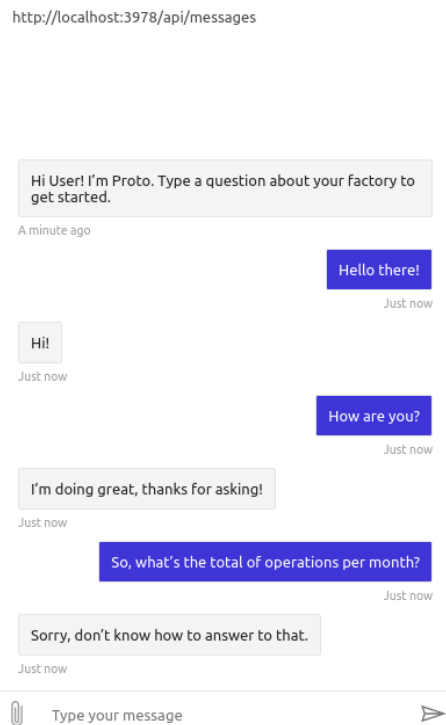 http://localhost:3978/api/messages
Hi User! I’m Proto. Type a question about your factory to
get started.
A minute ago
Hello there!
Just now
Hi!
Just now
How are you?
Just now
I’m doing great, thanks for asking!
Just now
So, what’s the total of operations per month?
Just now
Sorry, don’t know how to answer to that.
Just now
Type your message